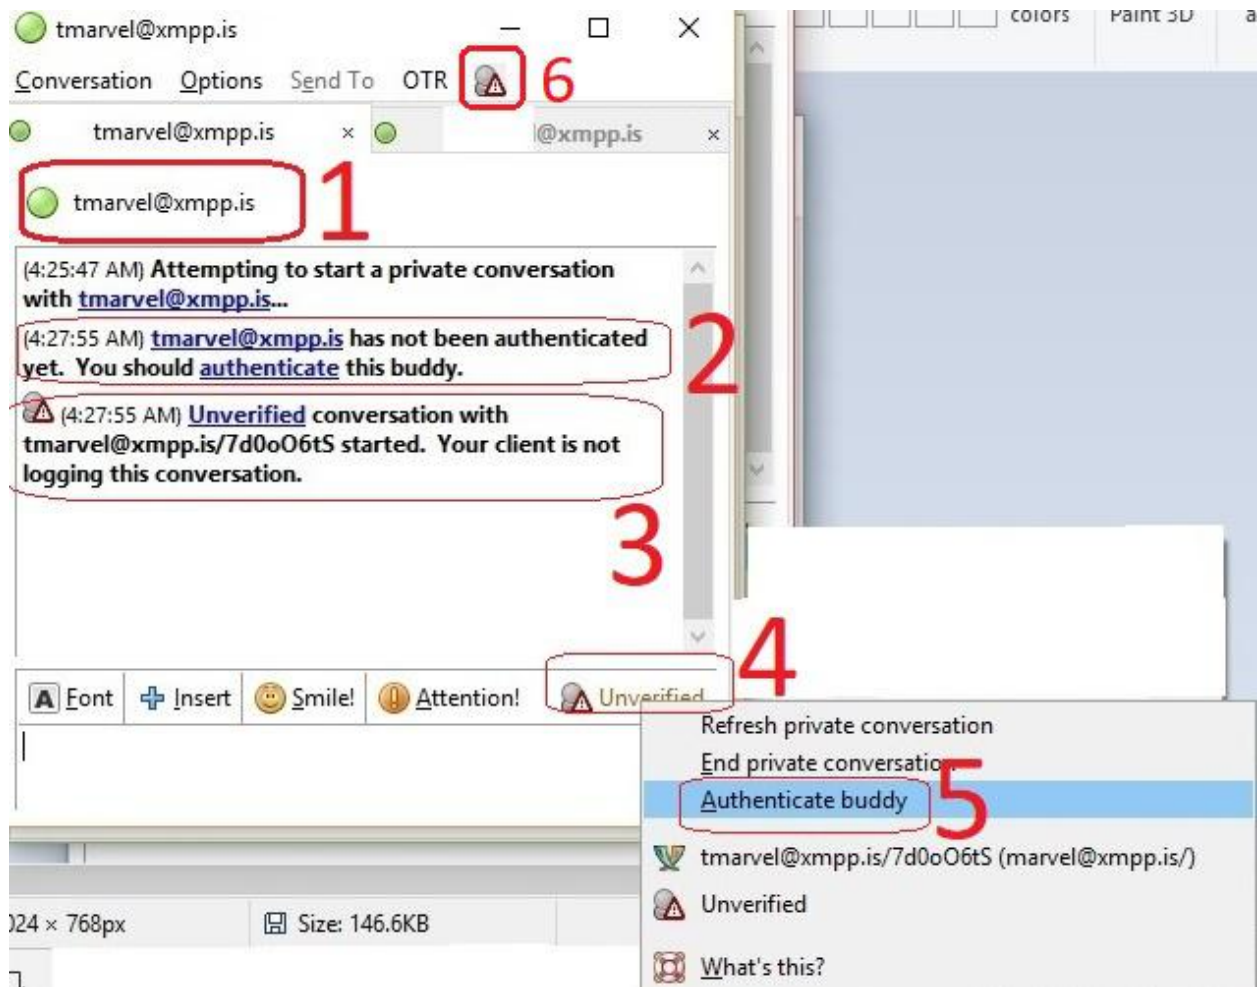 tmarvel@xmpp.is
colors Paint 3D
Conversation Options Send To OTR 6
tmarvel@xmpp.is × @xmpp.is ×
tmarvel@xmpp.is 1
(4:25:47 AM) Attempting to start a private conversation
with tmarvel@xmpp.is...
(4:27:55 AM) tmarvel@xmpp.is has not been authenticated
yet. You should authenticate this buddy.
2
(4:27:55 AM) Unverified conversation with
tmarvel@xmpp.is/7d0oO6tS started. Your client is not
logging this conversation.
3
4
A Font Insert Smile! Attention! Unverified
Refresh private conversation
End private conversation
Authenticate buddy 5
tmarvel@xmpp.is/7d0oO6tS (marvel@xmpp.is/)
Unverified
What's this?
024 × 768px Size: 146.6KB